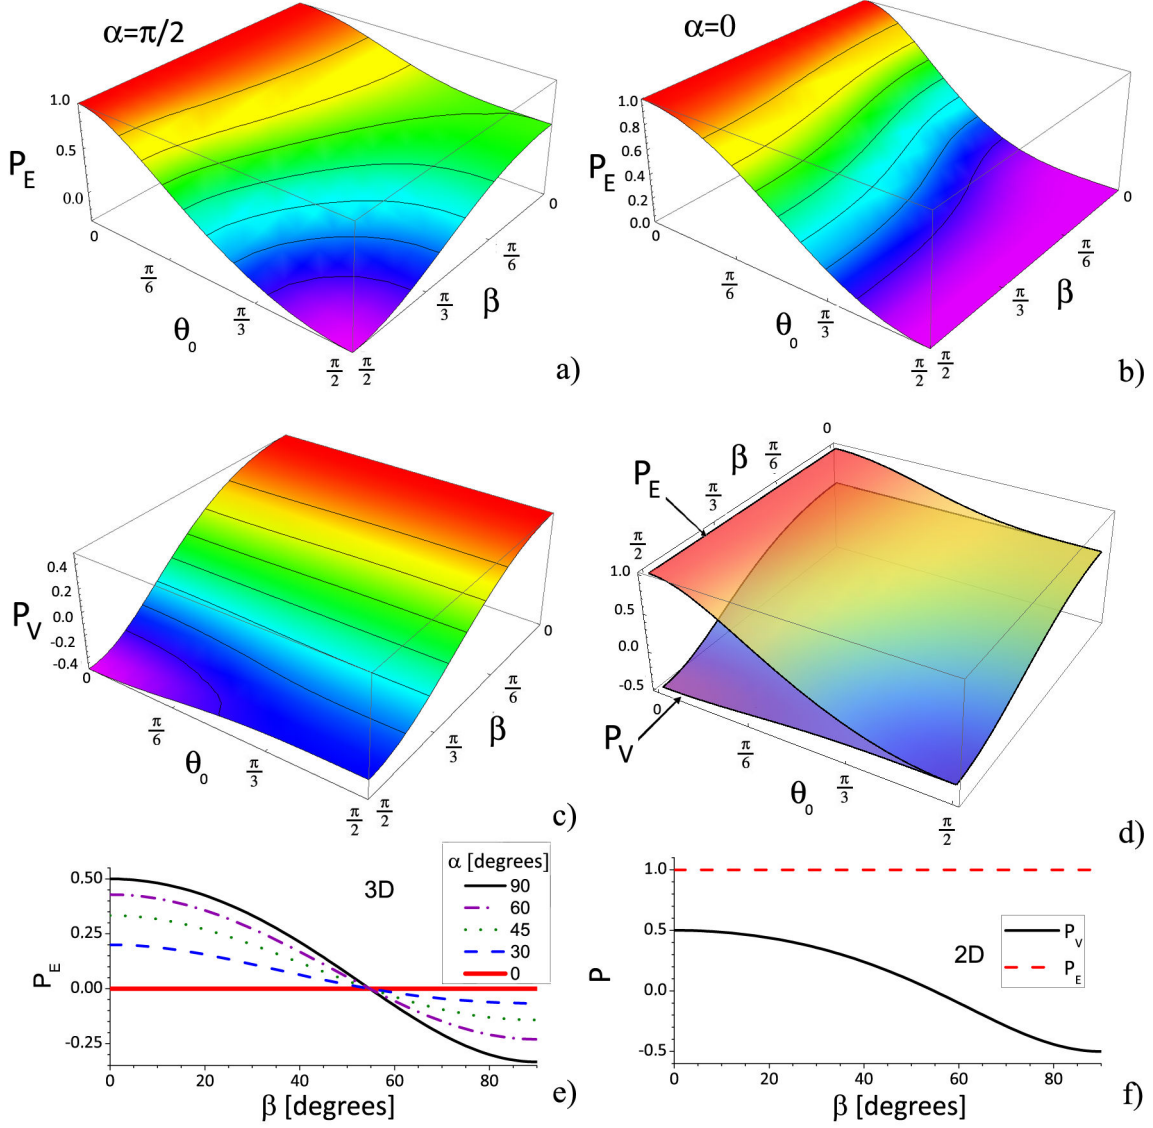 α=π/2
1.0
0.5
0.0
P_E
0
π/6
π/3
π/2
θ_0
π/2
π/3
π/6
0
β
a)
α=0
1.0
0.8
0.6
0.4
0.2
0.0
P_E
0
π/6
π/3
π/2
θ_0
π/2
π/3
π/6
0
β
b)
0.4
0.2
0.0
-0.2
-0.4
P_V
0
π/6
π/3
π/2
θ_0
π/2
π/3
π/6
0
β
c)
0
π/6
β
π/3
π/2
P_E
1.0
0.5
0.0
-0.5
P_V
0
π/6
π/3
π/2
θ_0
d)
α [degrees]
90
60
45
30
0
3D
0.50
0.25
0.00
-0.25
P_E
0 20 40 60 80
β [degrees]
e)
1.0
0.5
0.0
-0.5
P
2D
P_V
P_E
0 20 40 60 80
β [degrees]
f)